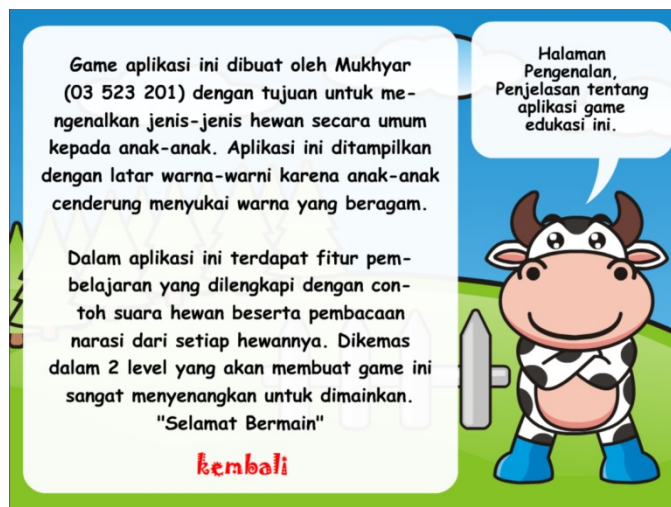 Game aplikasi ini dibuat oleh Mukhyar
(03 523 201) dengan tujuan untuk me-
ngenalkan jenis-jenis hewan secara umum
kepada anak-anak. Aplikasi ini ditampilkan
dengan latar warna-warni karena anak-anak
cenderung menyukai warna yang beragam.
Dalam aplikasi ini terdapat fitur pem-
belajaran yang dilengkapi dengan con-
toh suara hewan beserta pembacaan
narasi dari setiap hewannya. Dikemas
dalam 2 level yang akan membuat game ini
sangat menyenangkan untuk dimainkan.
"Selamat Bermain"
kembali
Halaman
Pengenalan,
Penjelasan tentang
aplikasi game
edukasi ini.